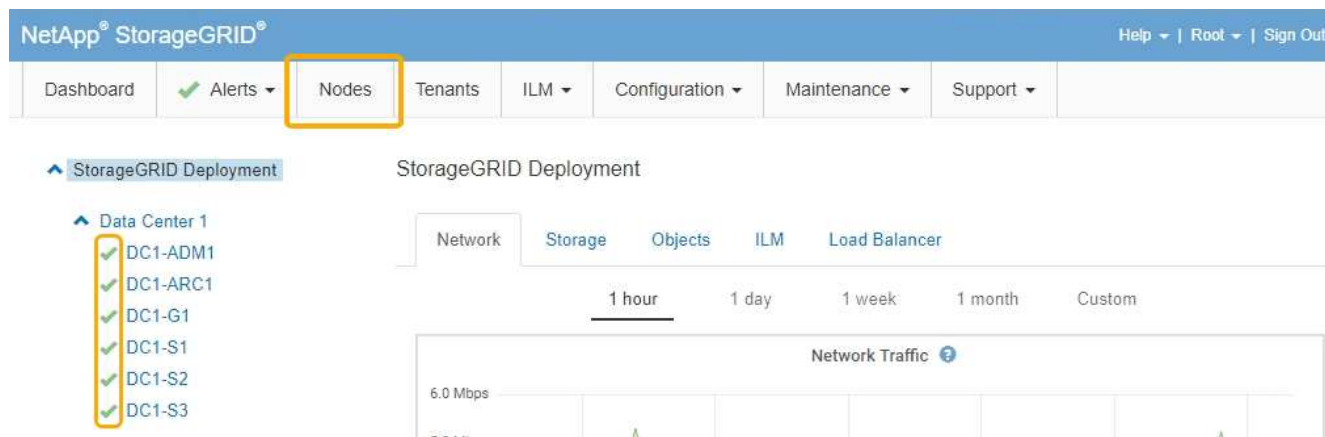 NetApp® StorageGRID®
Help | Root | Sign Out
Dashboard Alerts Nodes Tenants ILM Configuration Maintenance Support
StorageGRID Deployment
StorageGRID Deployment
Data Center 1
Network Storage Objects ILM Load Balancer
DC1-ADM1
DC1-ARC1
1 hour 1 day 1 week 1 month Custom
DC1-G1
DC1-S1
Network Traffic
DC1-S2
6.0 Mbps
DC1-S3